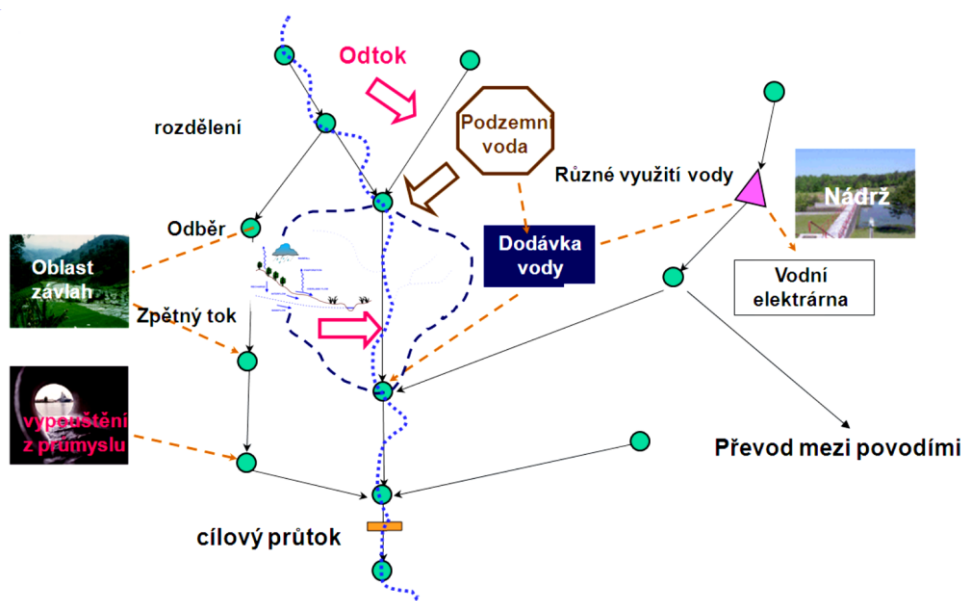 Odtok
rozdělení
Podzemní
voda
Různé využití vody
Nádrž
Odběr
Dodávka
vody
Oblast
závlah
Vodní
elektrárna
Zpětný tok
vypouštění
z průmyslu
Převod mezi povodími
cílový průtok